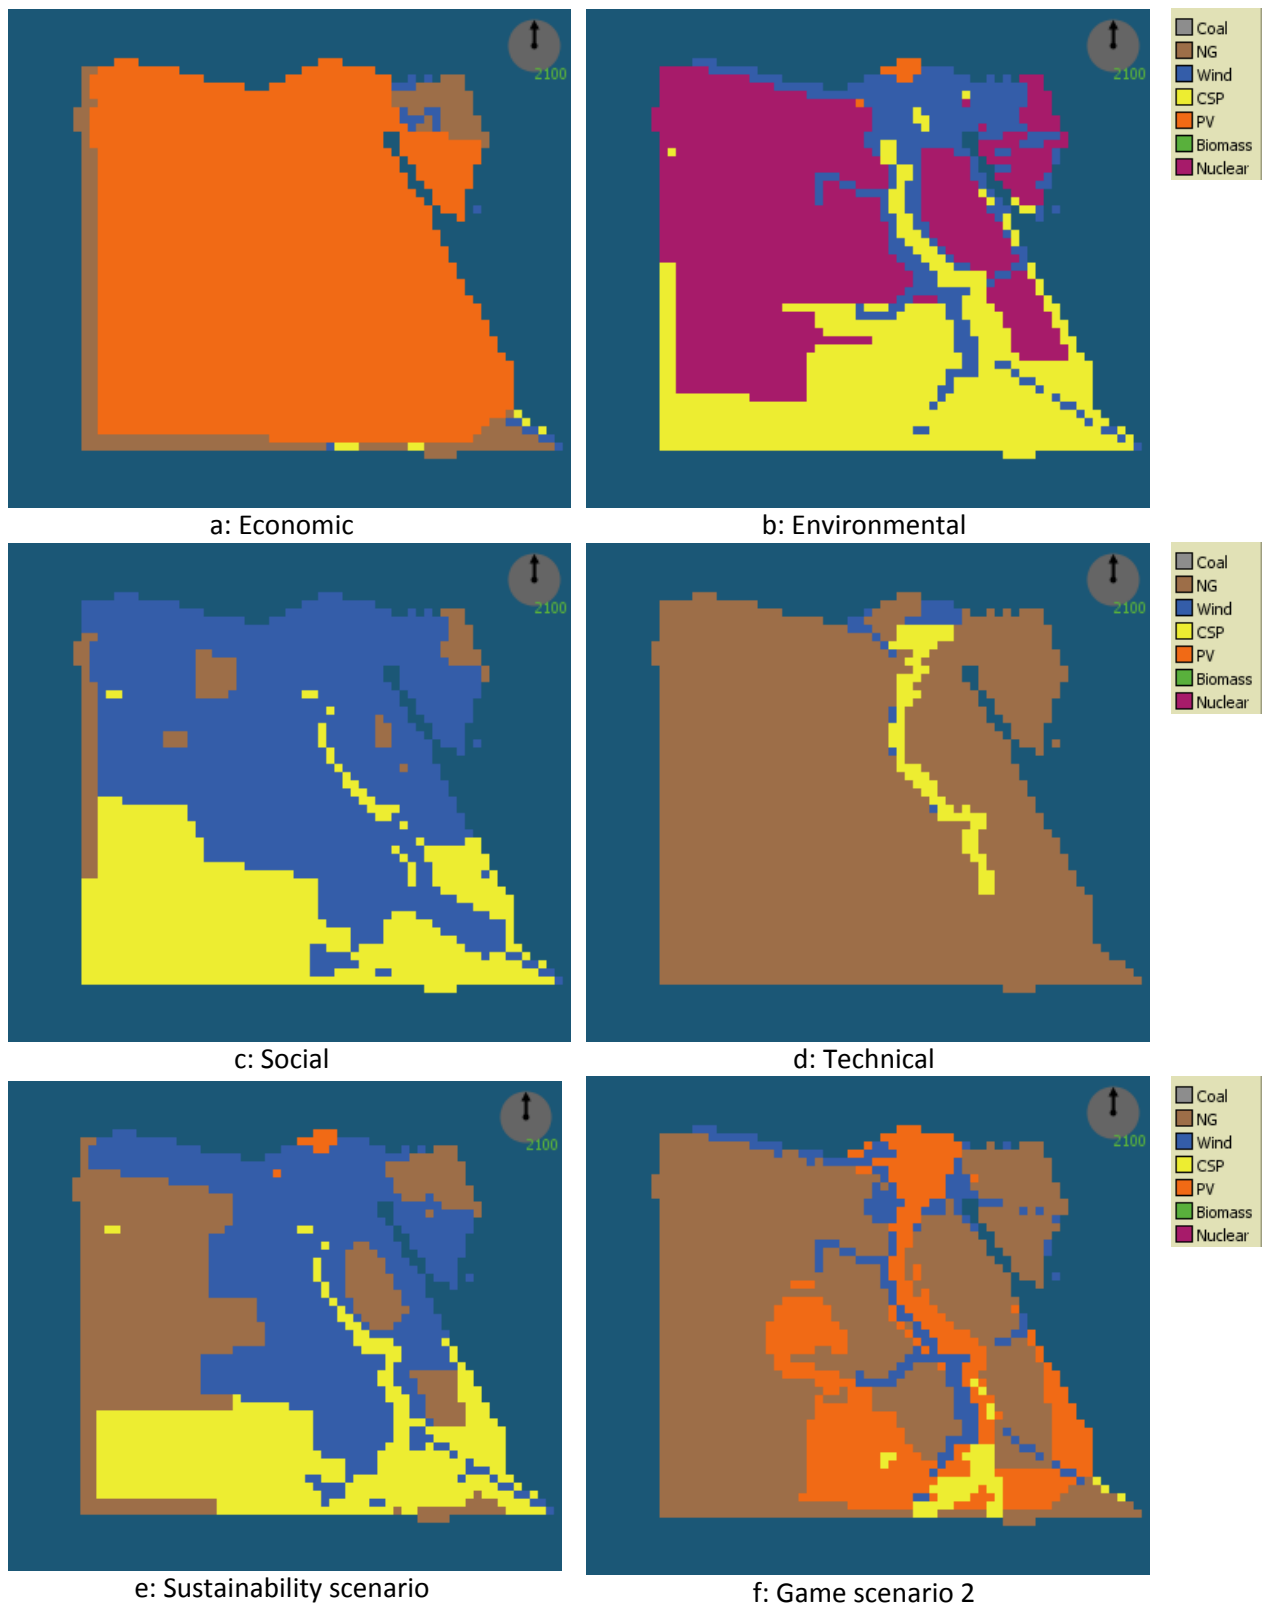 2100
2100
Coal
NG
Wind
CSP
PV
Biomass
Nuclear
a: Economic
b: Environmental
2100
2100
Coal
NG
Wind
CSP
PV
Biomass
Nuclear
c: Social
d: Technical
2100
2100
Coal
NG
Wind
CSP
PV
Biomass
Nuclear
e: Sustainability scenario
f: Game scenario 2